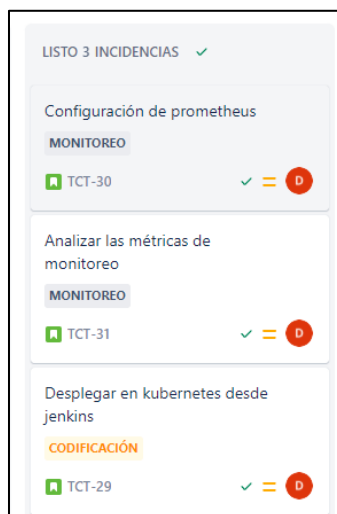 LISTO 3 INCIDENCIAS
Configuración de prometheus
MONITOREO
TCT-30
D
Analizar las métricas de
monitoreo
MONITOREO
TCT-31
D
Desplegar en kubernetes desde
jenkins
CODIFICACIÓN
TCT-29
D